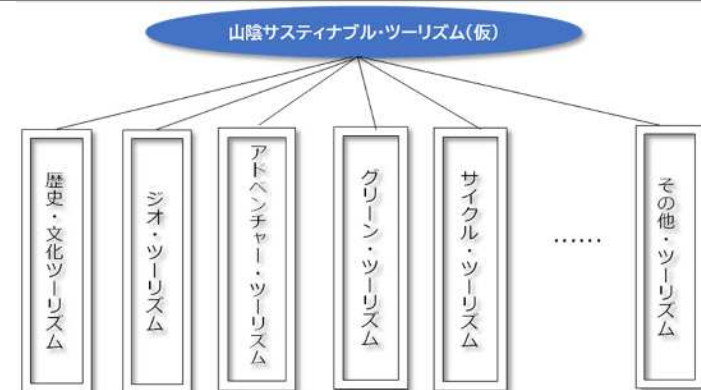 山陰サスティナブル・ツーリズム(仮)
歴史・文化ツーリズム
ジオ・ツーリズム
アドベンチャー・ツーリズム
グリーン・ツーリズム
サイクル・ツーリズム
……
その他・ツーリズム